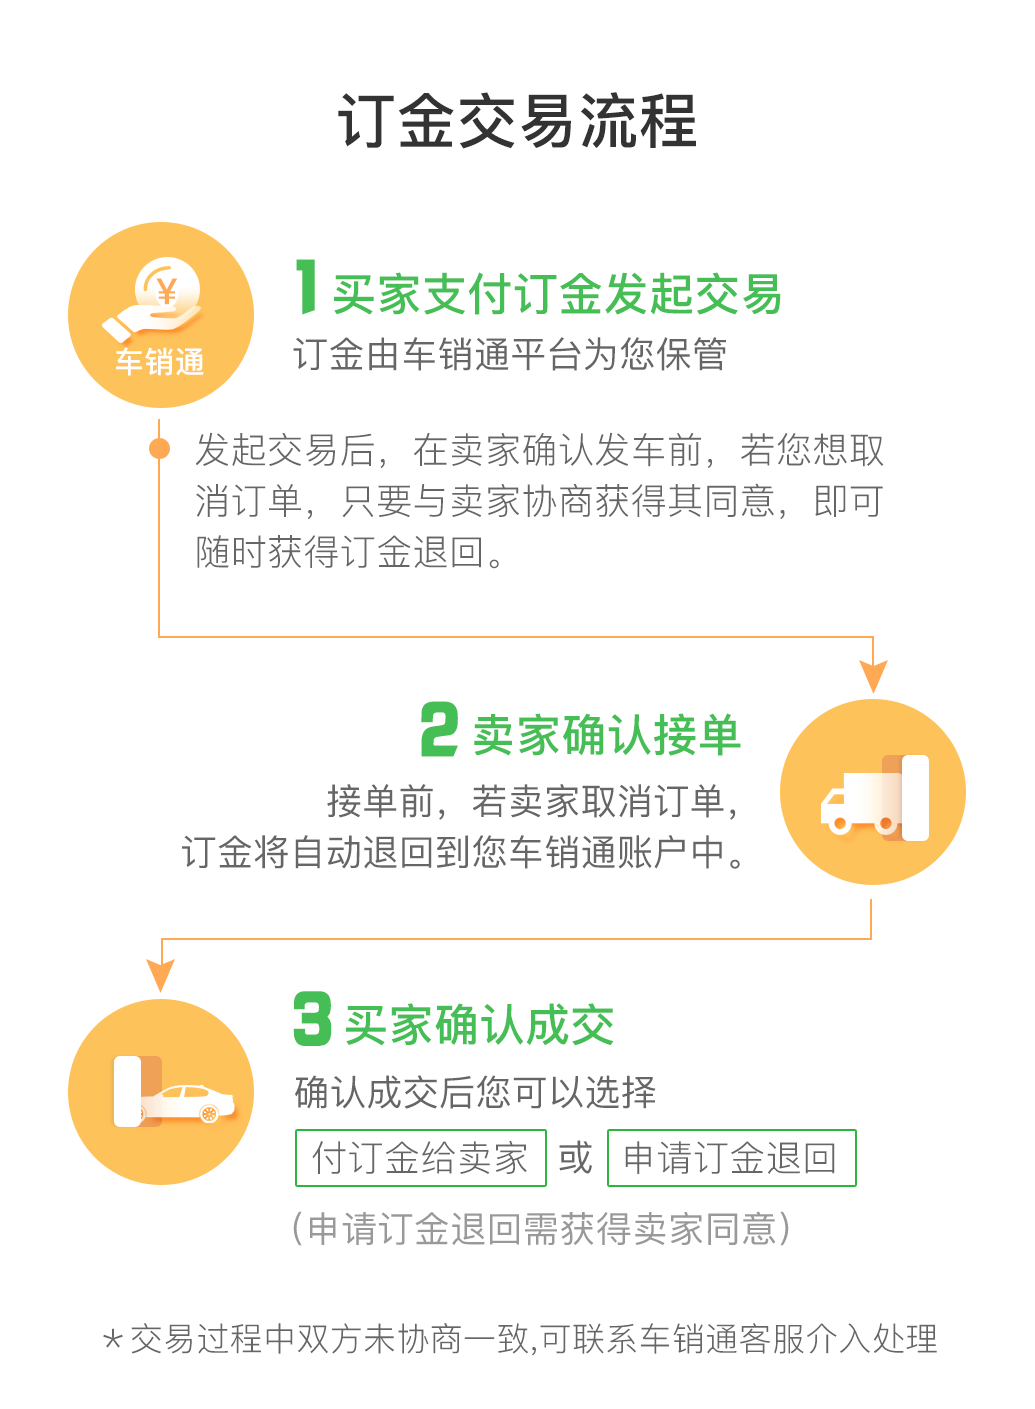 订金交易流程
车销通
1 买家支付订金发起交易
订金由车销通平台为您保管
发起交易后，在卖家确认发车前，若您想取
消订单，只要与卖家协商获得其同意，即可
随时获得订金退回。
2 卖家确认接单
接单前，若卖家取消订单，
订金将自动退回到您车销通账户中。
3 买家确认成交
确认成交后您可以选择
付订金给卖家 或 申请订金退回
(申请订金退回需获得卖家同意)
*交易过程中双方未协商一致,可联系车销通客服介入处理